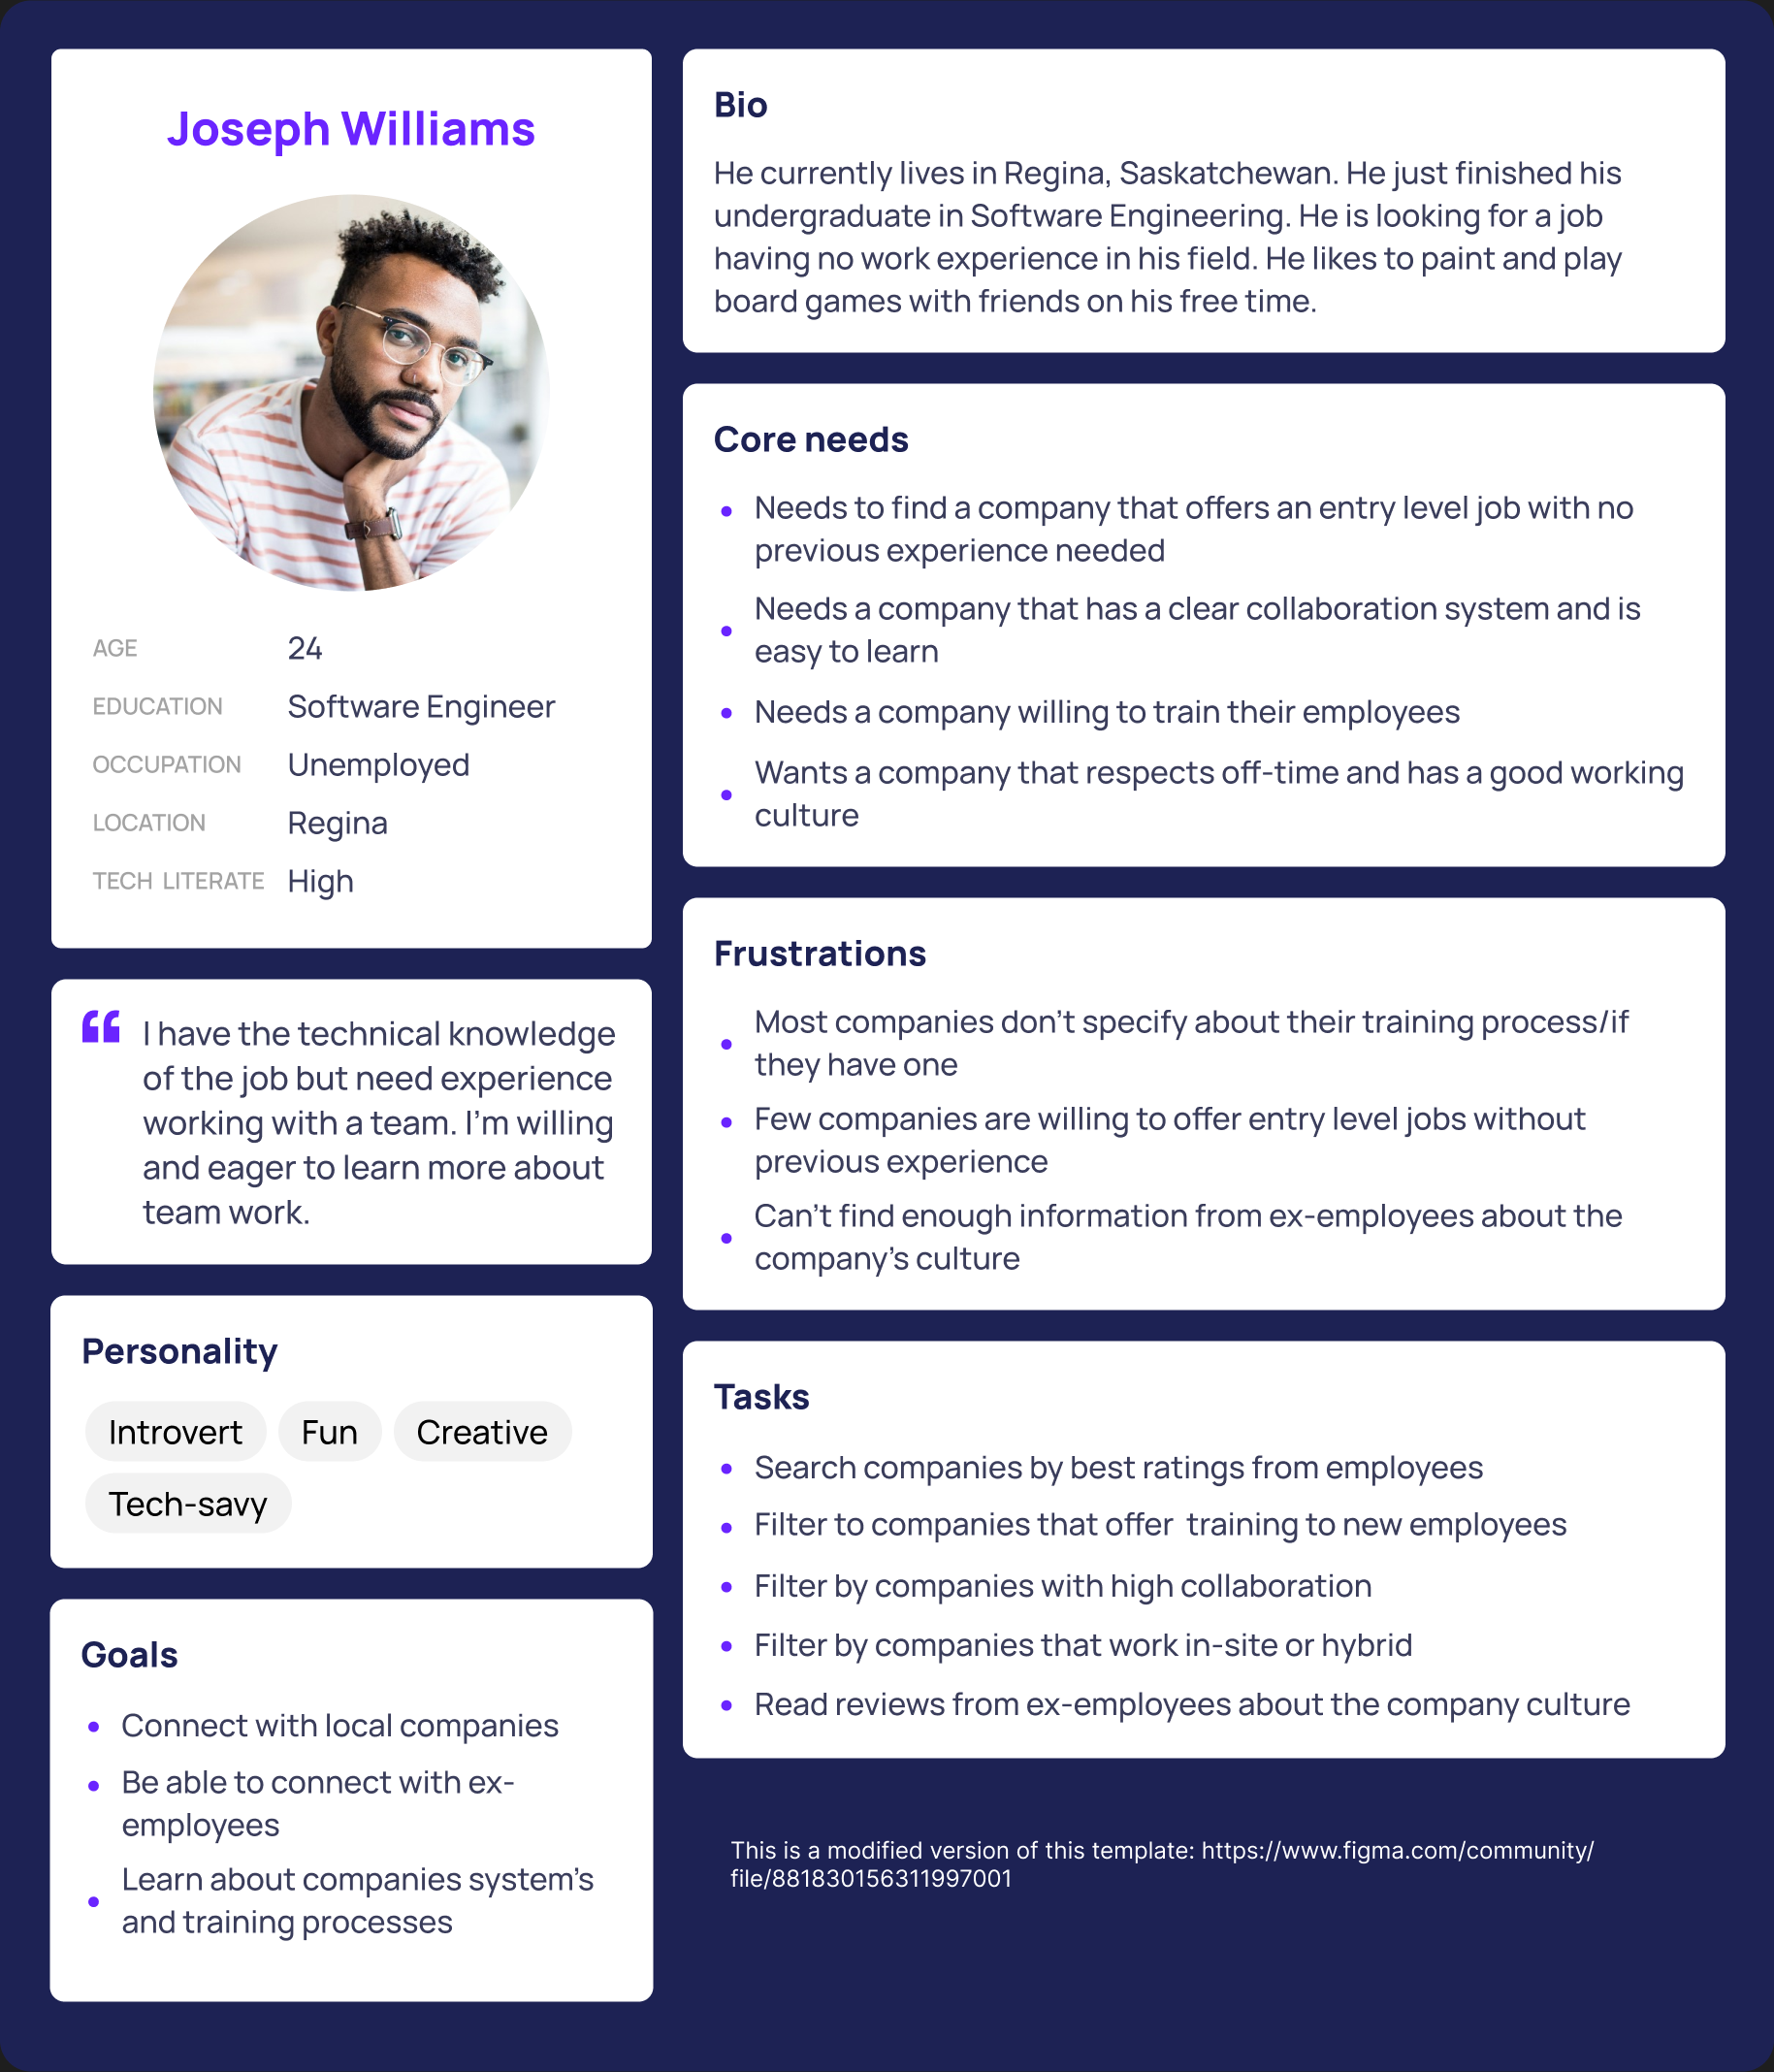 Joseph Williams
AGE 24
EDUCATION Software Engineer
OCCUPATION Unemployed
LOCATION Regina
TECH LITERATE High
I have the technical knowledge
of the job but need experience
working with a team. I'm willing
and eager to learn more about
team work.
Personality
Introvert Fun Creative
Tech-savy
Goals
Connect with local companies
Be able to connect with ex-
employees
Learn about companies system's
and training processes
Bio
He currently lives in Regina, Saskatchewan. He just finished his
undergraduate in Software Engineering. He is looking for a job
having no work experience in his field. He likes to paint and play
board games with friends on his free time.
Core needs
Needs to find a company that offers an entry level job with no
previous experience needed
Needs a company that has a clear collaboration system and is
easy to learn
Needs a company willing to train their employees
Wants a company that respects off-time and has a good working
culture
Frustrations
Most companies don't specify about their training process/if
they have one
Few companies are willing to offer entry level jobs without
previous experience
Can't find enough information from ex-employees about the
company's culture
Tasks
Search companies by best ratings from employees
Filter to companies that offer  training to new employees
Filter by companies with high collaboration
Filter by companies that work in-site or hybrid
Read reviews from ex-employees about the company culture
This is a modified version of this template: https://www.figma.com/community/
file/881830156311997001